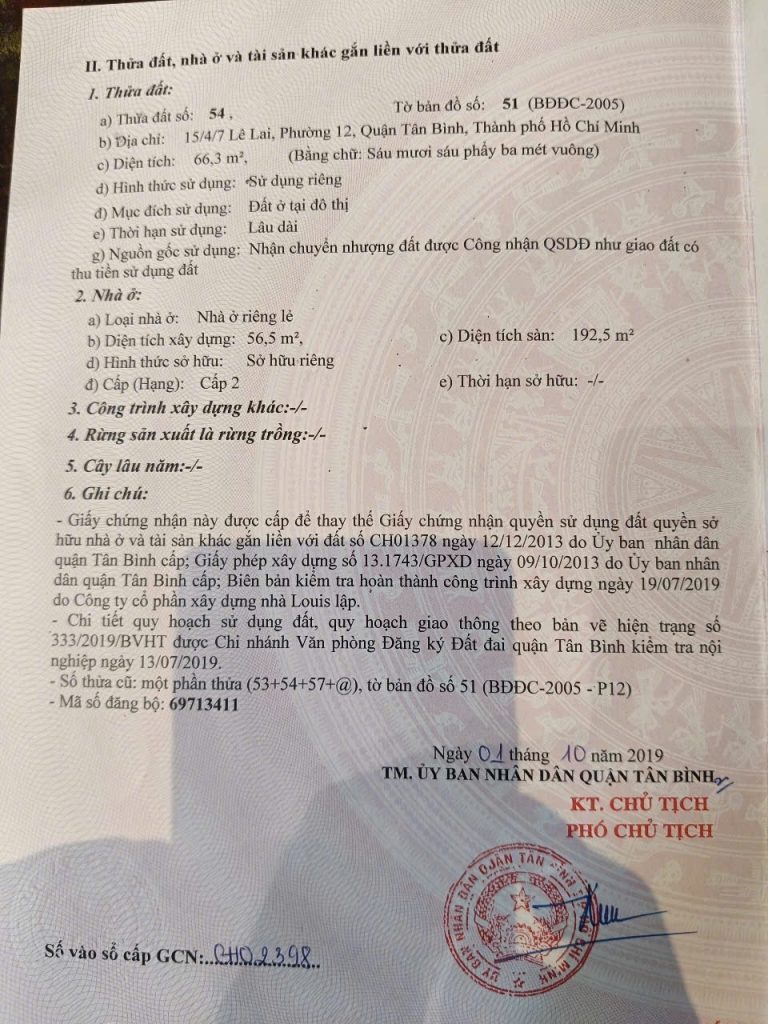 II. Thửa đất, nhà ở và tài sản khác gắn liền với thửa đất
1. Thửa đất:
a) Thửa đất số: 54 , Tờ bản đồ số: 51 (BĐĐC-2005)
b) Địa chỉ: 15/4/7 Lê Lai, Phường 12, Quận Tân Bình, Thành phố Hồ Chí Minh
c) Diện tích: 66,3 m², (Bằng chữ: Sáu mươi sáu phẩy ba mét vuông)
d) Hình thức sử dụng: Sử dụng riêng
đ) Mục đích sử dụng: Đất ở tại đô thị
e) Thời hạn sử dụng: Lâu dài
g) Nguồn gốc sử dụng: Nhận chuyển nhượng đất được Công nhận QSDĐ như giao đất có
thu tiền sử dụng đất
2. Nhà ở:
a) Loại nhà ở: Nhà ở riêng lẻ
b) Diện tích xây dựng: 56,5 m², c) Diện tích sàn: 192,5 m²
d) Hình thức sở hữu: Sở hữu riêng
đ) Cấp (Hạng): Cấp 2 e) Thời hạn sở hữu: -/-
3. Công trình xây dựng khác:-/-
4. Rừng sản xuất là rừng trồng:-/-
5. Cây lâu năm:-/-
6. Ghi chú:
- Giấy chứng nhận này được cấp để thay thế Giấy chứng nhận quyền sử dụng đất quyền sở
hữu nhà ở và tài sản khác gắn liền với đất số CH01378 ngày 12/12/2013 do Ủy ban nhân dân
quận Tân Bình cấp; Giấy phép xây dựng số 13.1743/GPXD ngày 09/10/2013 do Ủy ban nhân
dân quận Tân Bình cấp; Biên bản kiểm tra hoàn thành công trình xây dựng ngày 19/07/2019
do Công ty cổ phần xây dựng nhà Louis lập.
- Chi tiết quy hoạch sử dụng đất, quy hoạch giao thông theo bản vẽ hiện trạng số
333/2019/BVHT được Chi nhánh Văn phòng Đăng ký Đất đai quận Tân Bình kiểm tra nội
nghiệp ngày 13/07/2019.
- Số thửa cũ: một phần thửa (53+54+57+@), tờ bản đồ số 51 (BĐĐC-2005 - P12)
- Mã số đăng bộ: 69713411
Ngày 01 tháng 10 năm 2019
TM. ỦY BAN NHÂN DÂN QUẬN TÂN BÌNH
KT. CHỦ TỊCH
PHÓ CHỦ TỊCH
ỦY BAN NHÂN DÂN QUẬN TÂN BÌNH
Số vào sổ cấp GCN: CH02398